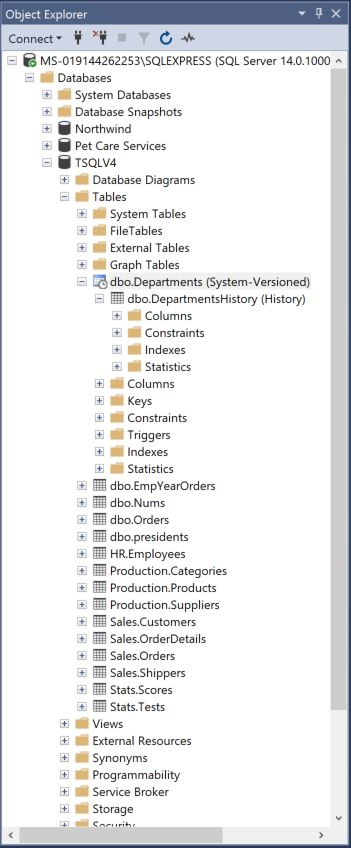 Object Explorer
Connect
MS-019144262253\SQLEXPRESS (SQL Server 14.0.1000
Databases
System Databases
Database Snapshots
Northwind
Pet Care Services
TSQLV4
Database Diagrams
Tables
System Tables
FileTables
External Tables
Graph Tables
dbo.Departments (System-Versioned)
dbo.DepartmentsHistory (History)
Columns
Constraints
Indexes
Statistics
Columns
Keys
Constraints
Triggers
Indexes
Statistics
dbo.EmpYearOrders
dbo.Nums
dbo.Orders
dbo.presidents
HR.Employees
Production.Categories
Production.Products
Production.Suppliers
Sales.Customers
Sales.OrderDetails
Sales.Orders
Sales.Shippers
Stats.Scores
Stats.Tests
Views
External Resources
Synonyms
Programmability
Service Broker
Storage
Security